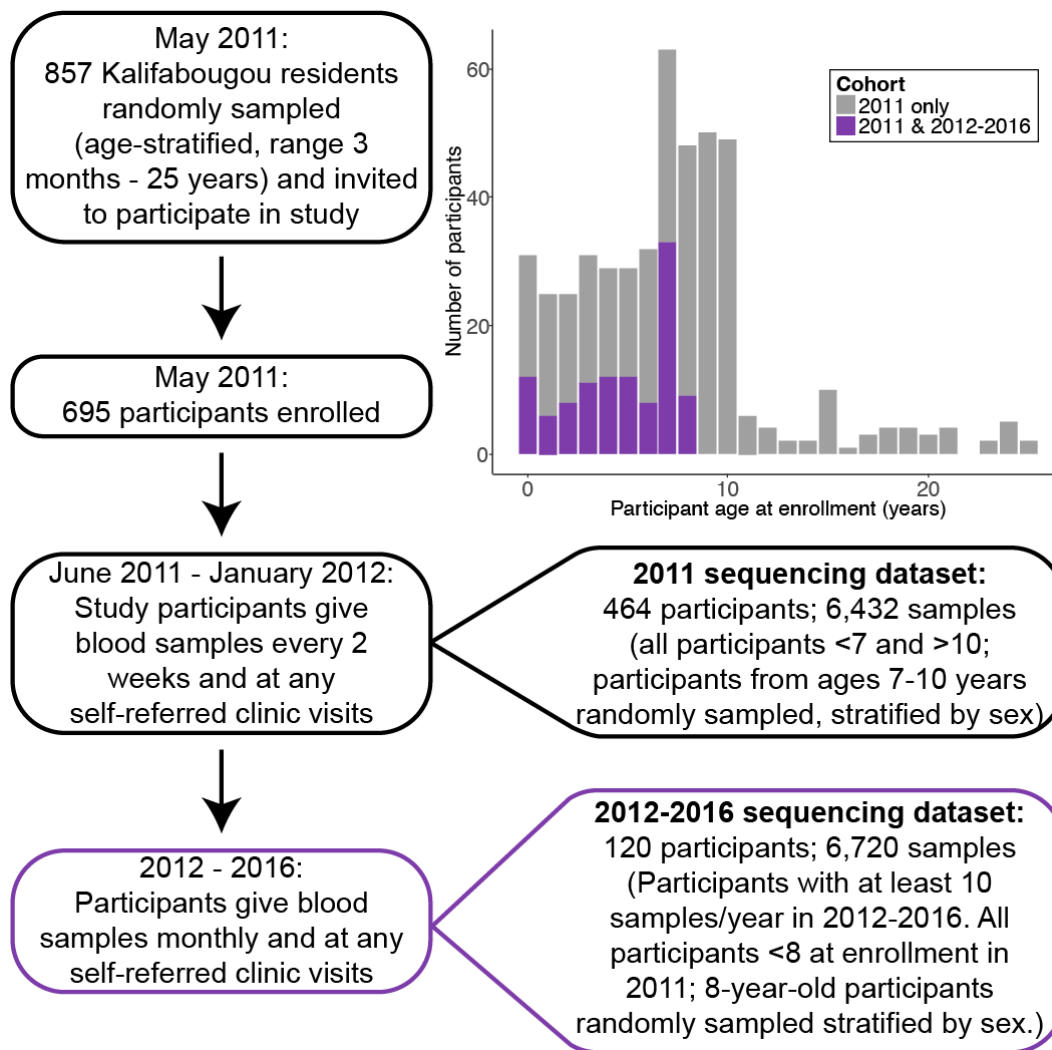 May 2011:
857 Kalifabougou residents
randomly sampled
(age-stratified, range 3
months - 25 years) and invited
to participate in study
60
40
20
0
Number of participants
0
10
20
Participant age at enrollment (years)
Cohort
2011 only
2011 & 2012-2016
May 2011:
695 participants enrolled
June 2011 - January 2012:
Study participants give
blood samples every 2
weeks and at any
self-referred clinic visits
2011 sequencing dataset:
464 participants; 6,432 samples
(all participants <7 and >10;
participants from ages 7-10 years
randomly sampled, stratified by sex)
2012 - 2016:
Participants give blood
samples monthly and at any
self-referred clinic visits
2012-2016 sequencing dataset:
120 participants; 6,720 samples
(Participants with at least 10
samples/year in 2012-2016. All
participants <8 at enrollment in
2011; 8-year-old participants
randomly sampled stratified by sex.)